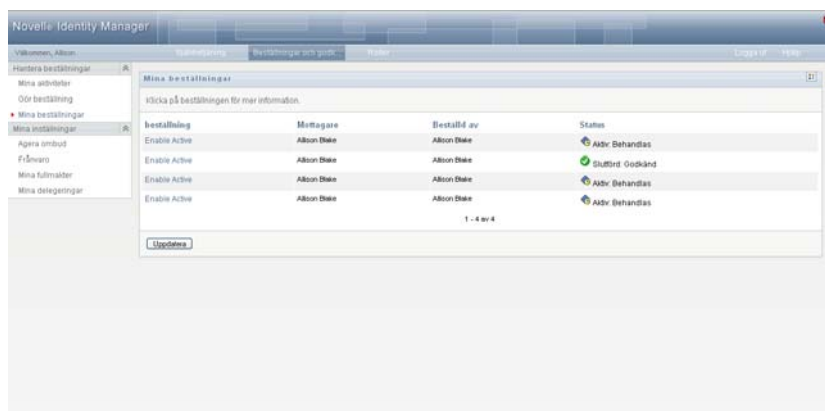 Novell® Identity Manager
Välkommen, Allison
Beställningar och godk.
Roller
Logga ut Hjälp
Hantera beställningar
Mina aktiviteter
Gör beställning
Mina beställningar
Mina inställningar
Agera ombud
Frånvaro
Mina fullmakter
Mina delegeringar
Mina beställningar
Klicka på beställningen för mer information.
beställning Mottagare Beställd av Status
Enable Active Allison Blake Allison Blake Aktiv: Behandlas
Enable Active Allison Blake Allison Blake Slutförd: Godkänd
Enable Active Allison Blake Allison Blake Aktiv: Behandlas
Enable Active Allison Blake Allison Blake Aktiv: Behandlas
1 - 4 av 4
Uppdatera